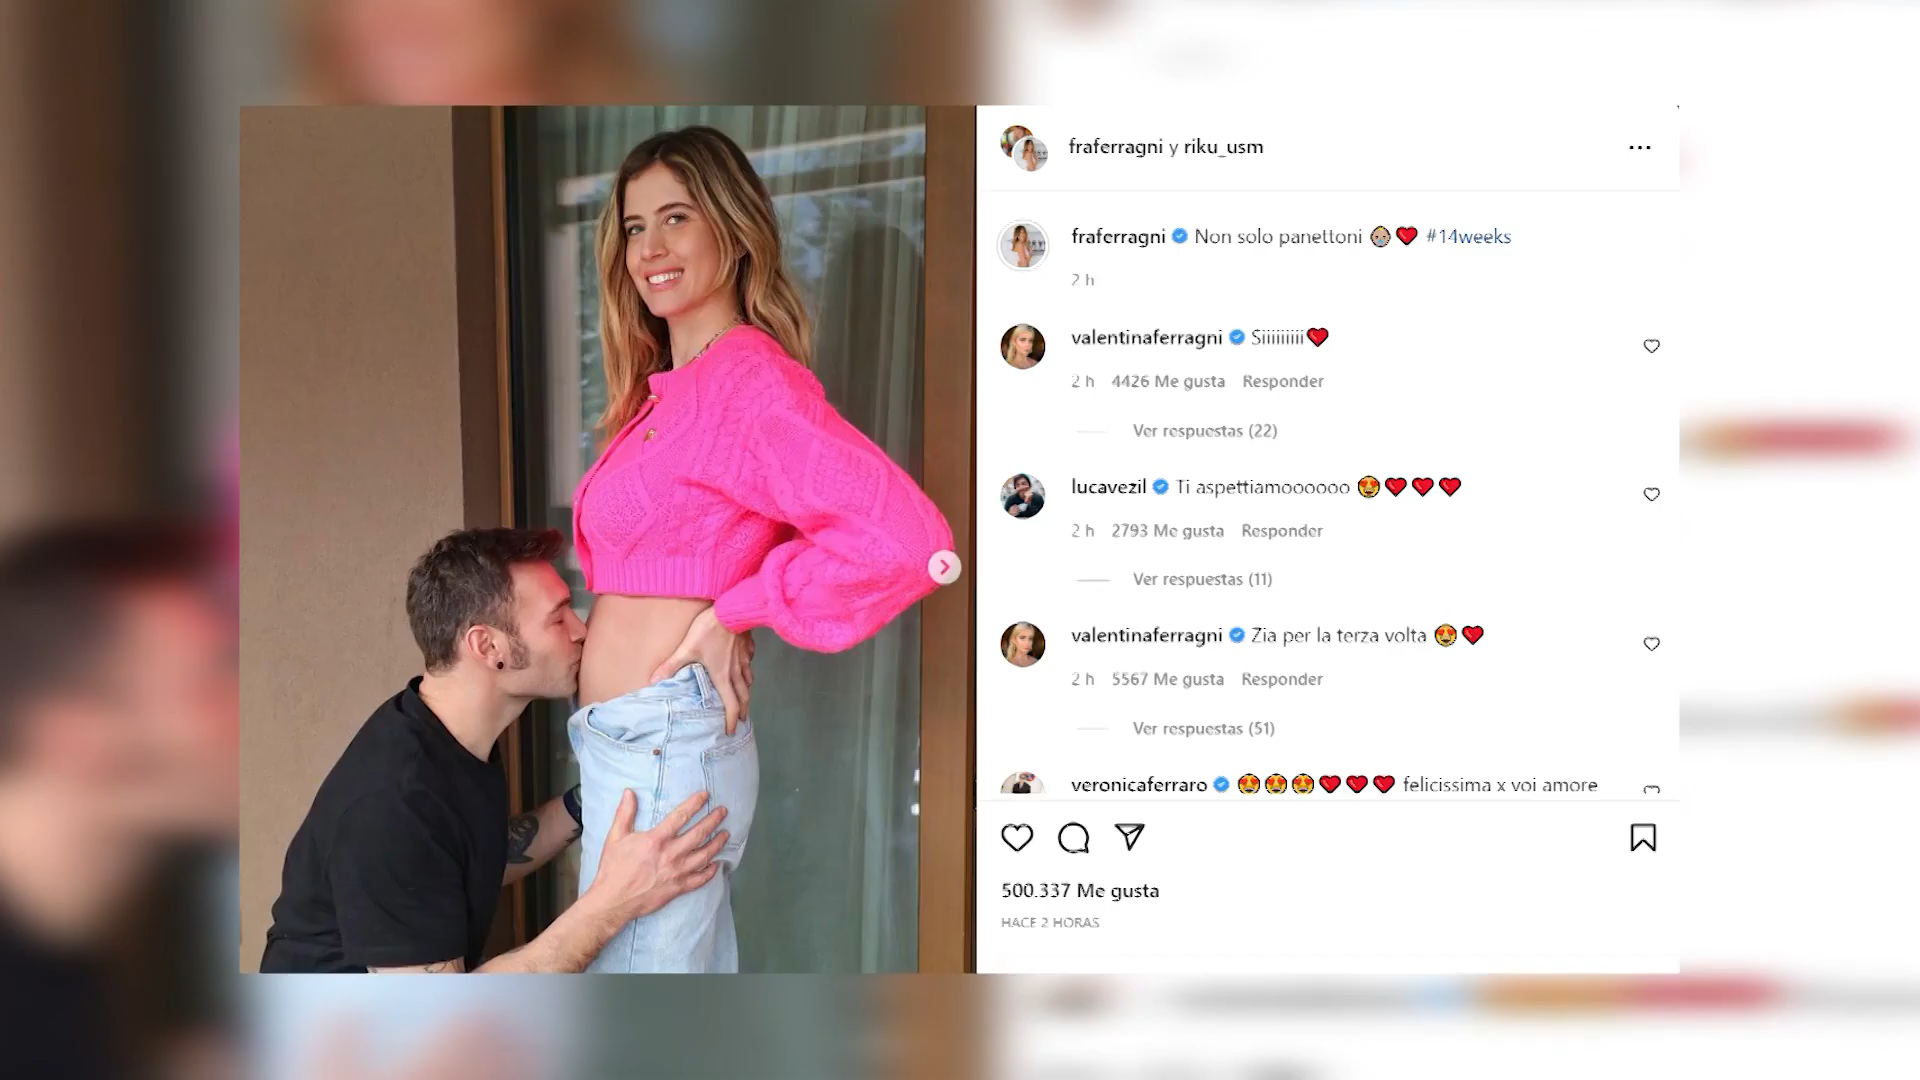 fraferragni y riku_usm
fraferragni Non solo panettoni 👶🏼❤️ #14weeks
2 h
valentinaferragni Siiiiiiiii❤️
2 h 4426 Me gusta Responder
Ver respuestas (22)
lucavezil Ti aspettiamoooooo 😍❤️❤️❤️
2 h 2793 Me gusta Responder
Ver respuestas (11)
valentinaferragni Zia per la terza volta 😍❤️
2 h 5567 Me gusta Responder
Ver respuestas (51)
veronicaferraro 😍😍😍❤️❤️❤️ felicissima x voi amore
500.337 Me gusta
HACE 2 HORAS